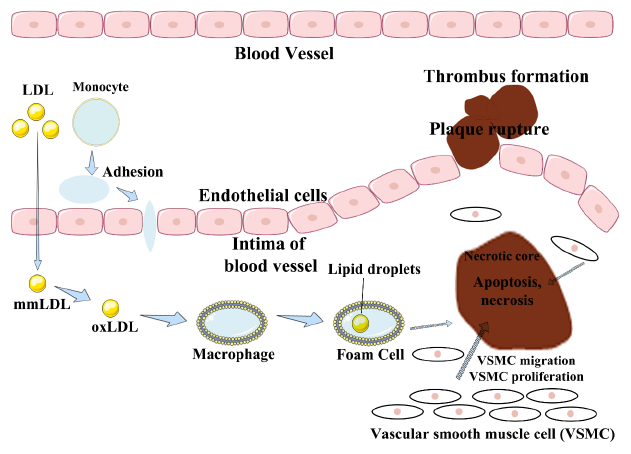 Blood Vessel
Thrombus formation
LDL
Monocyte
Plaque rupture
Adhesion
Endothelial cells
Intima of
blood vessel
Necrotic core
Lipid droplets
Apoptosis,
necrosis
mmLDL
oxLDL
Macrophage
Foam Cell
VSMC migration
VSMC proliferation
Vascular smooth muscle cell (VSMC)